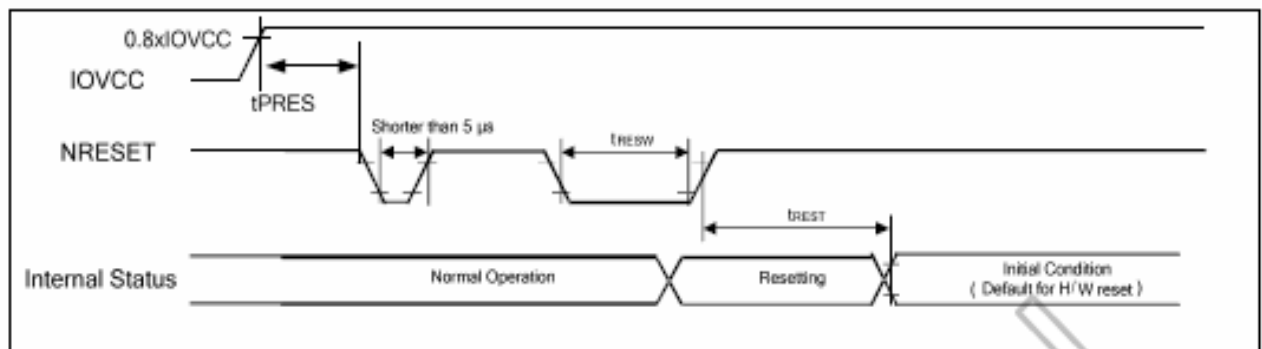 0.8xIOVCC
IOVCC
tPRES
Shorter than 5 µs
NRESET
tRESW
tREST
Internal Status
Normal Operation
Resetting
Initial Condition
( Default for H/W reset )